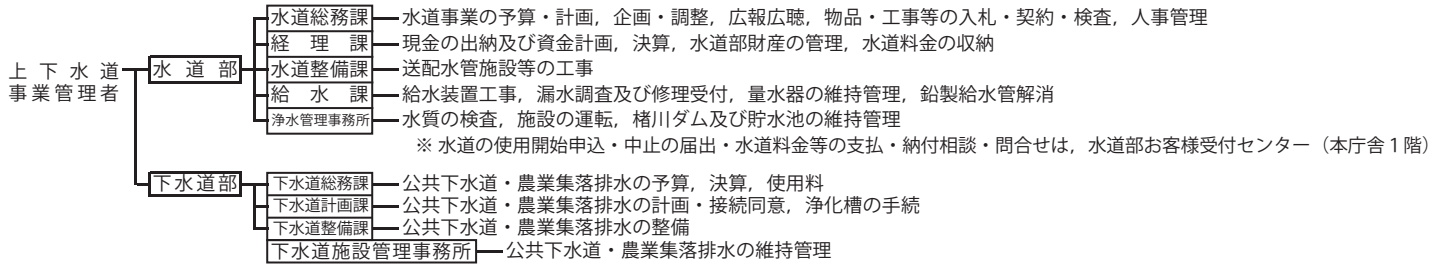 水道総務課 水道事業の予算・計画，企画・調整，広報広聴，物品・工事等の入札・契約・検査，人事管理
経理課 現金の出納及び資金計画，決算，水道部財産の管理，水道料金の収納
上下水道事業管理者 水道部 水道整備課 送配水管施設等の工事
給水課 給水装置工事，漏水調査及び修理受付，量水器の維持管理，鉛製給水管解消
浄水管理事務所 水質の検査，施設の運転，楮川ダム及び貯水池の維持管理
※ 水道の使用開始申込・中止の届出・水道料金等の支払・納付相談・問合せは，水道部お客様受付センター（本庁舎1階）
下水道部 下水道総務課 公共下水道・農業集落排水の予算，決算，使用料
下水道計画課 公共下水道・農業集落排水の計画・接続同意，浄化槽の手続
下水道整備課 公共下水道・農業集落排水の整備
下水道施設管理事務所 公共下水道・農業集落排水の維持管理